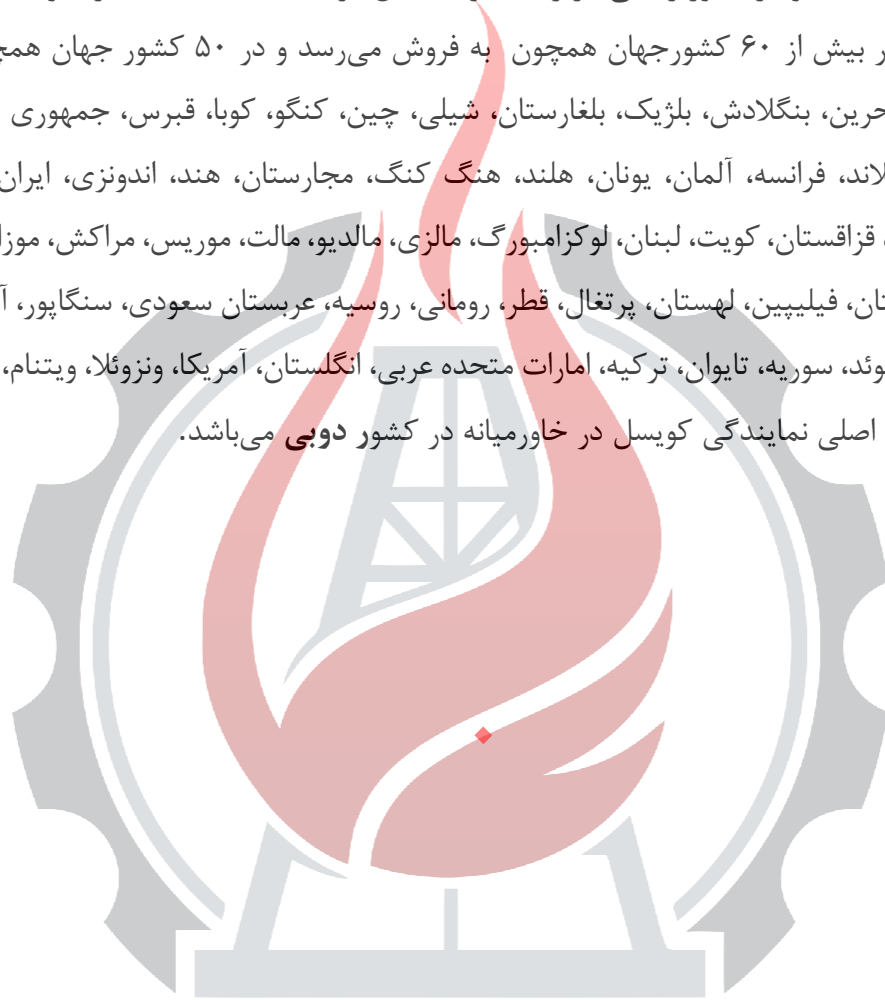 ر بیش از ۶۰ کشورجهان همچون به فروش می‌رسد و در ۵۰ کشور جهان همچ
حرین، بنگلادش، بلژیک، بلغارستان، شیلی، چین، کنگو، کوبا، قبرس، جمهوری
لاند، فرانسه، آلمان، یونان، هلند، هنگ کنگ، مجارستان، هند، اندونزی، ایران
، قزاقستان، کویت، لبنان، لوکزامبورگ، مالزی، مالدیو، مالت، موریس، مراکش، موزا
تان، فیلیپین، لهستان، پرتغال، قطر، رومانی، روسیه، عربستان سعودی، سنگاپور، آ
وئد، سوریه، تایوان، ترکیه، امارات متحده عربی، انگلستان، آمریکا، ونزوئلا، ویتنام،
اصلی نمایندگی کویسل در خاورمیانه در کشور دوبی می‌باشد.